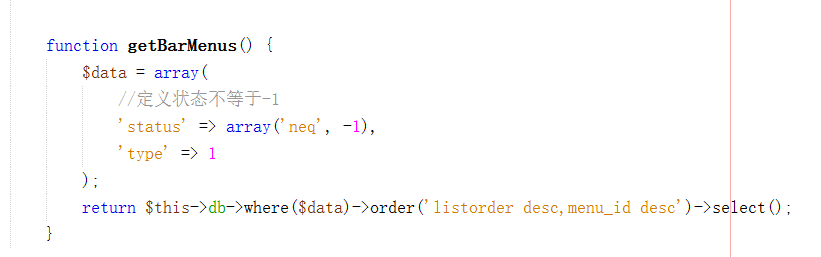 function getBarMenus() {
$data = array(
//定义状态不等于-1
'status' => array('neq', -1),
'type' => 1
);
return $this->db->where($data)->order('listorder desc,menu_id desc')->select();
}